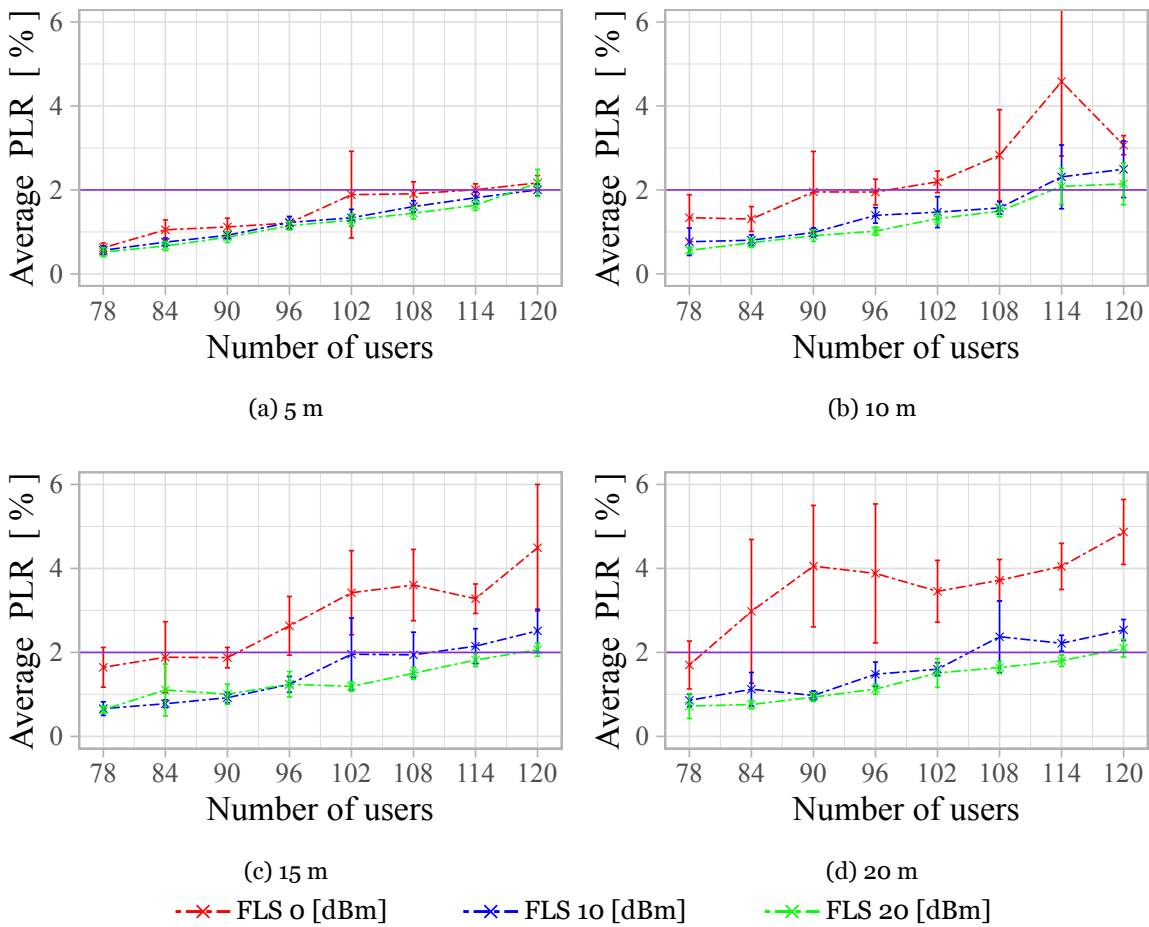 6
4
2
0
Average PLR [ % ]
78 84 90 96 102 108 114 120
Number of users
(a) 5 m
6
4
2
0
Average PLR [ % ]
78 84 90 96 102 108 114 120
Number of users
(b) 10 m
6
4
2
0
Average PLR [ % ]
78 84 90 96 102 108 114 120
Number of users
(c) 15 m
6
4
2
0
Average PLR [ % ]
78 84 90 96 102 108 114 120
Number of users
(d) 20 m
FLS 0 [dBm] FLS 10 [dBm] FLS 20 [dBm]